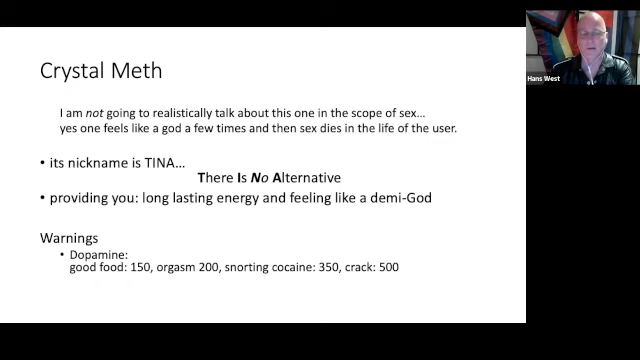 Crystal Meth
I am not going to realistically talk about this one in the scope of sex…
yes one feels like a god a few times and then sex dies in the life of the user.
• its nickname is TINA…
There Is No Alternative
• providing you: long lasting energy and feeling like a demi-God
Warnings
• Dopamine:
good food: 150, orgasm 200, snorting cocaine: 350, crack: 500
Hans West